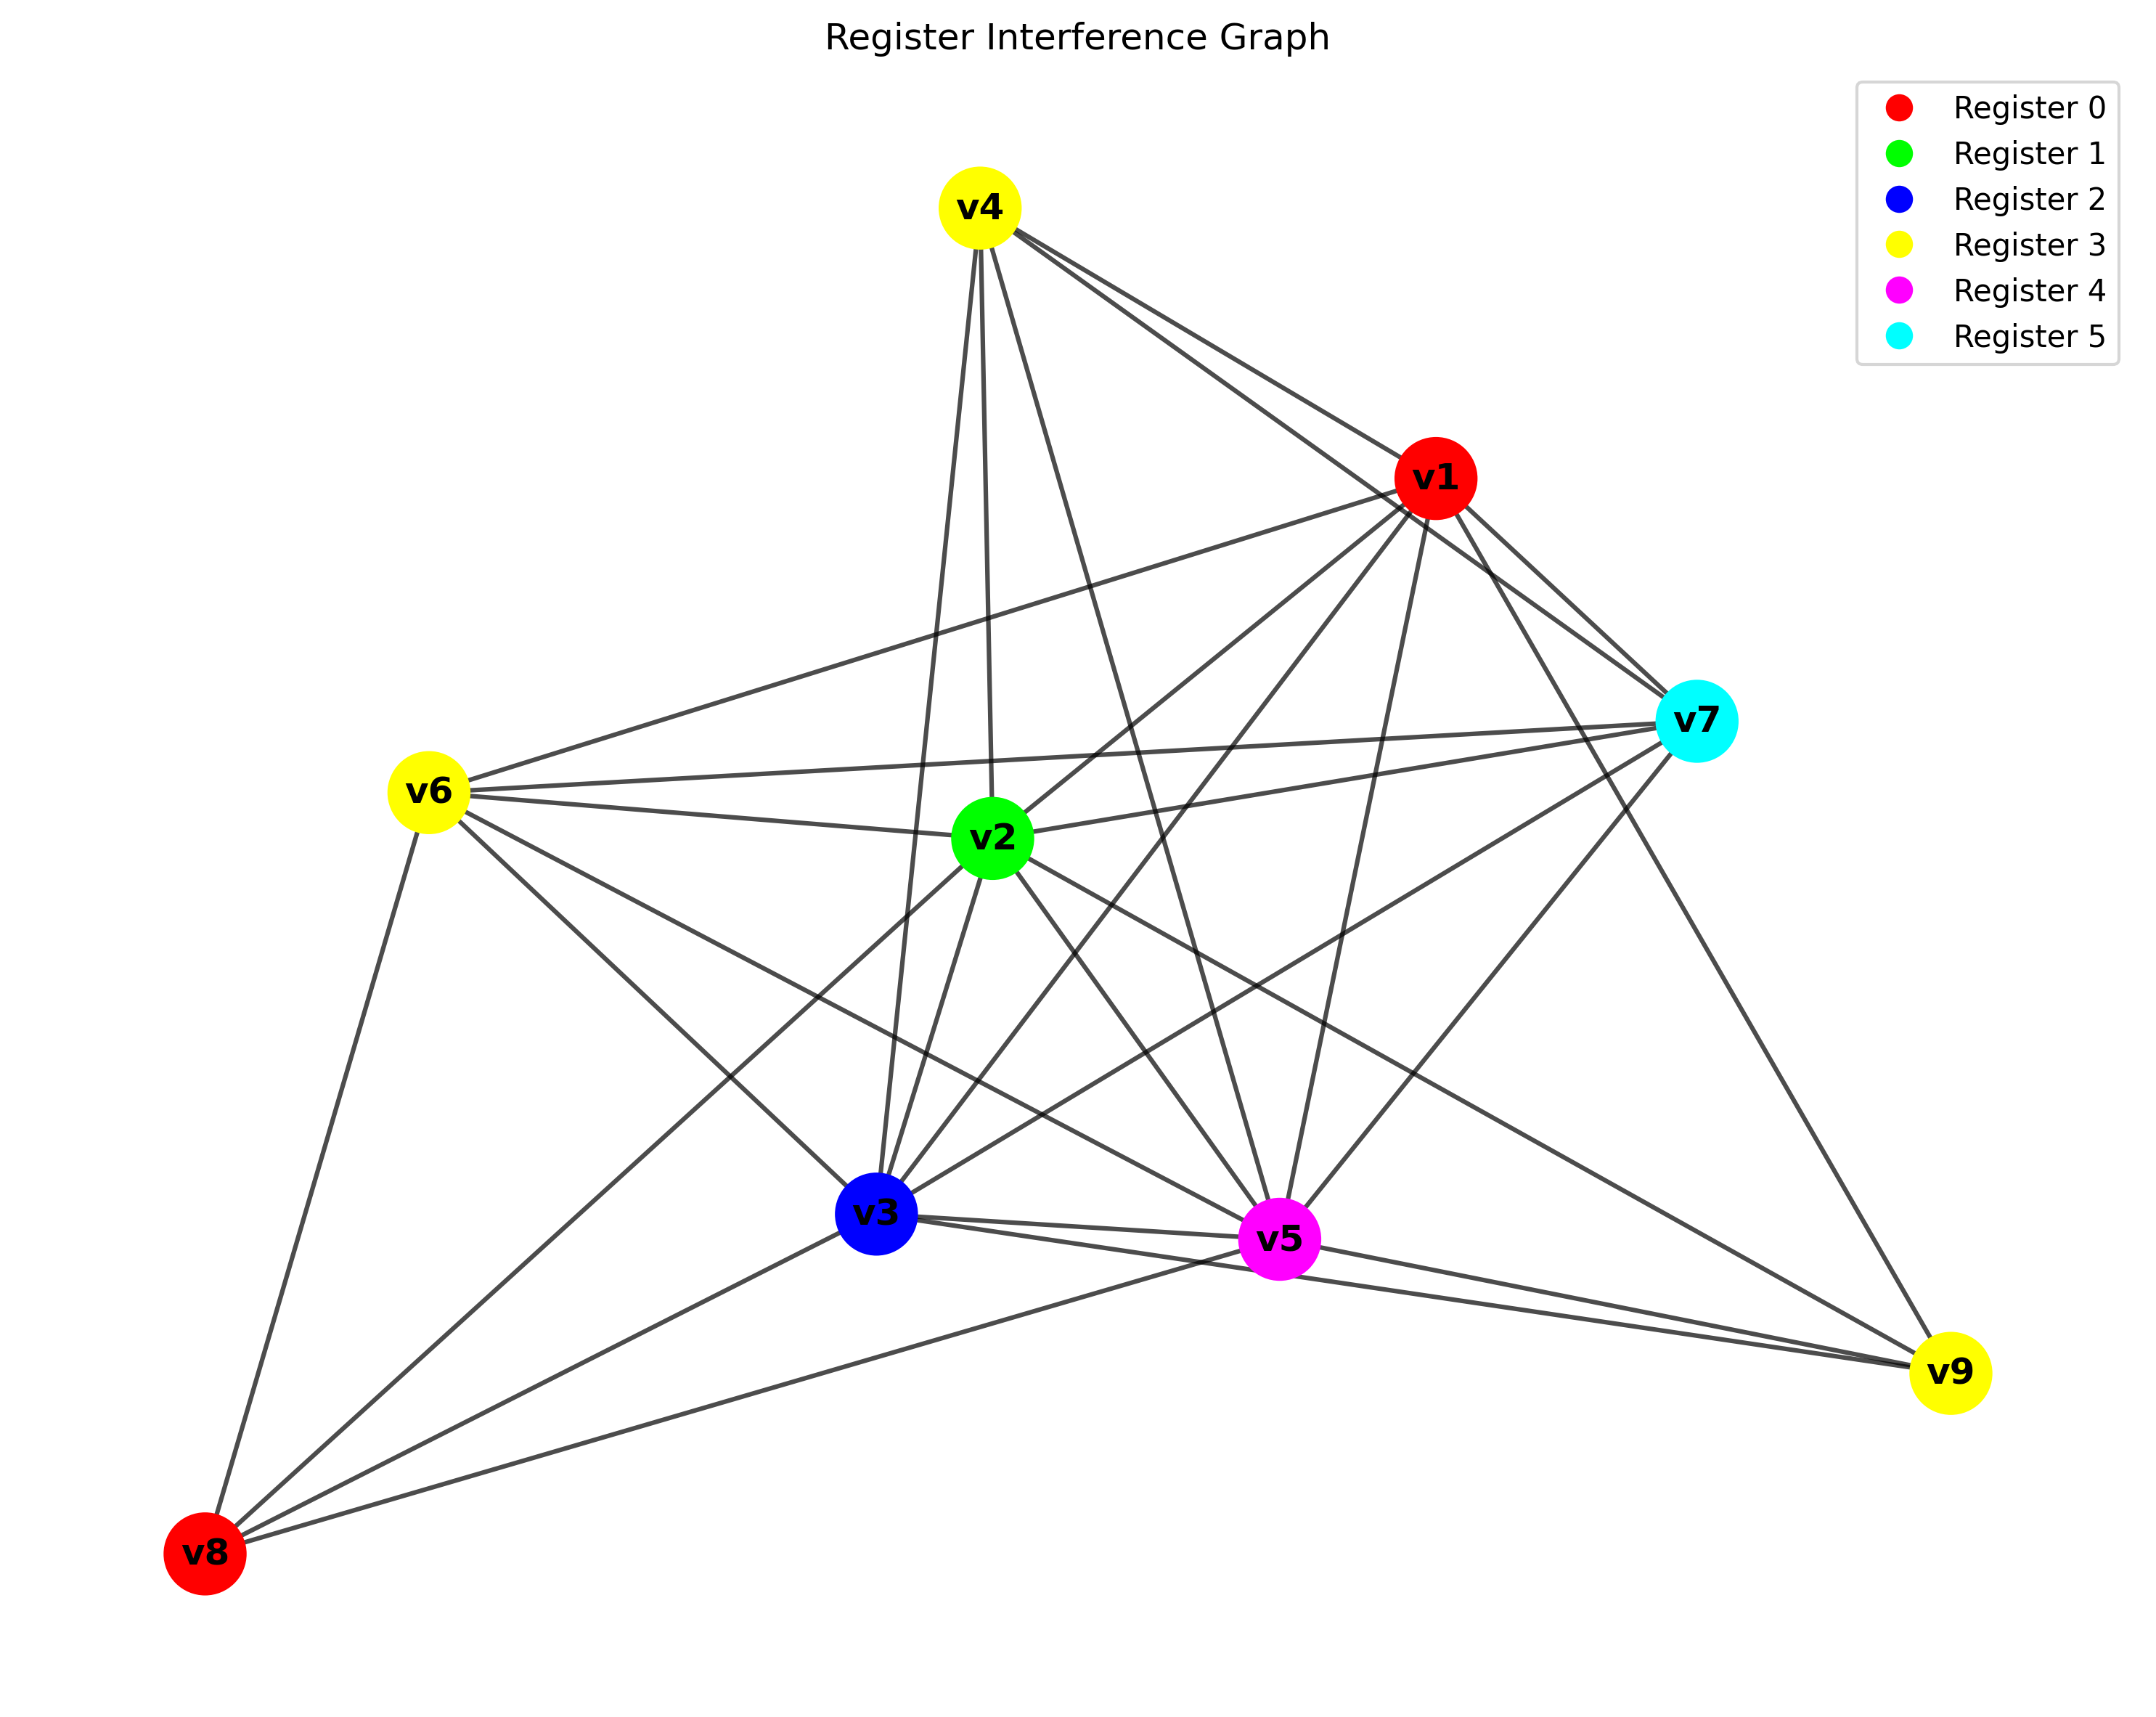 Register Interference Graph
Register 0
Register 1
Register 2
Register 3
Register 4
Register 5
v4
v1
v7
v6
v2
v3
v5
v9
v8